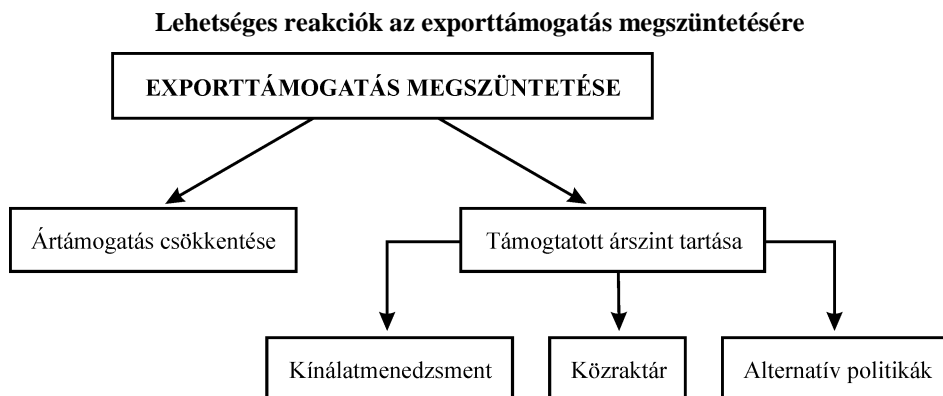 Lehetséges reakciók az exporttámogatás megszüntetésére
EXPORTTÁMOGATÁS MEGSZÜNTETÉSE
Ártámogatás csökkentése
Támogtatott árszint tartása
Kínálatmenedzsment
Közraktár
Alternatív politikák